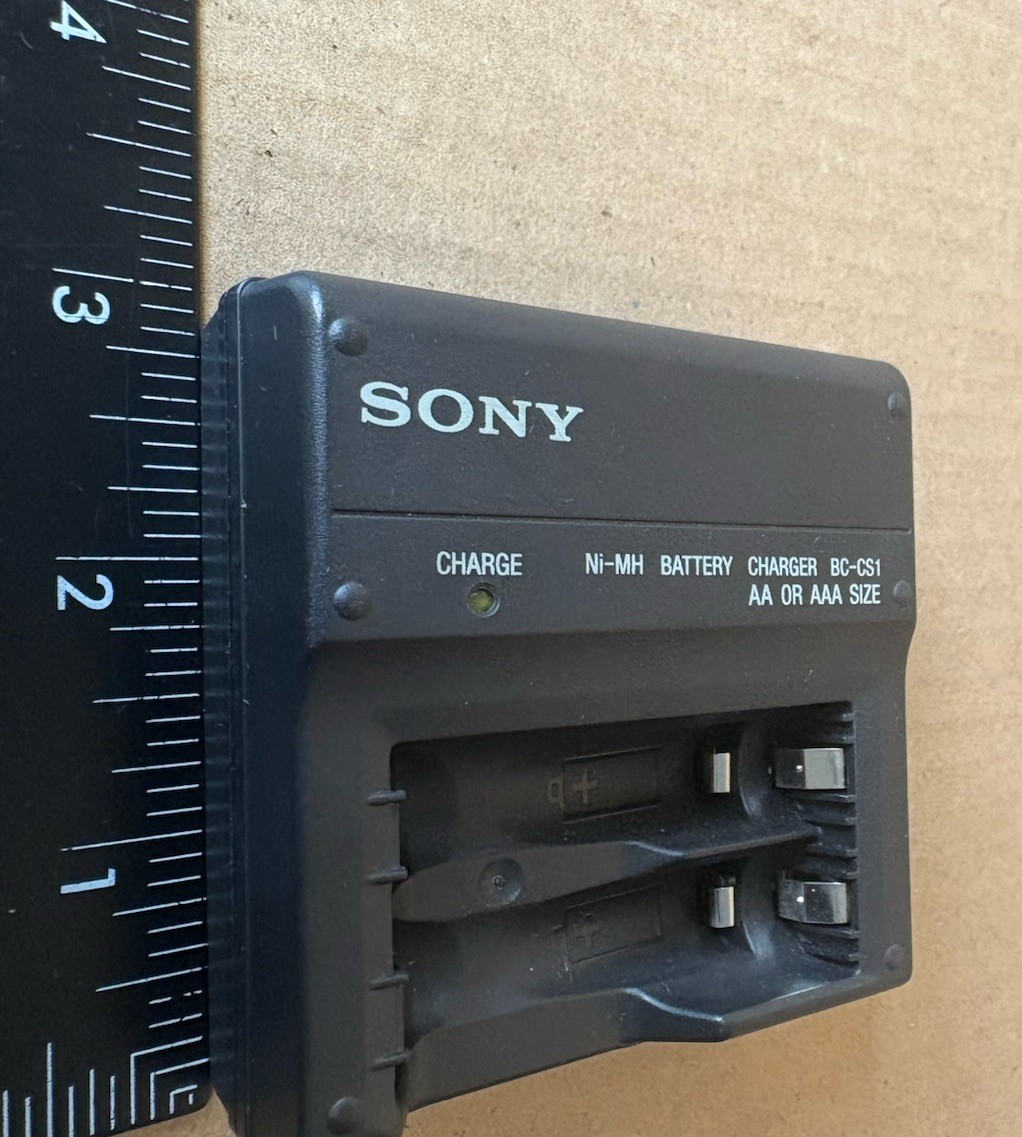 4
3
SONY
CHARGE
Ni-MH BATTERY CHARGER BC-CS1
AA OR AAA SIZE
2
1
+